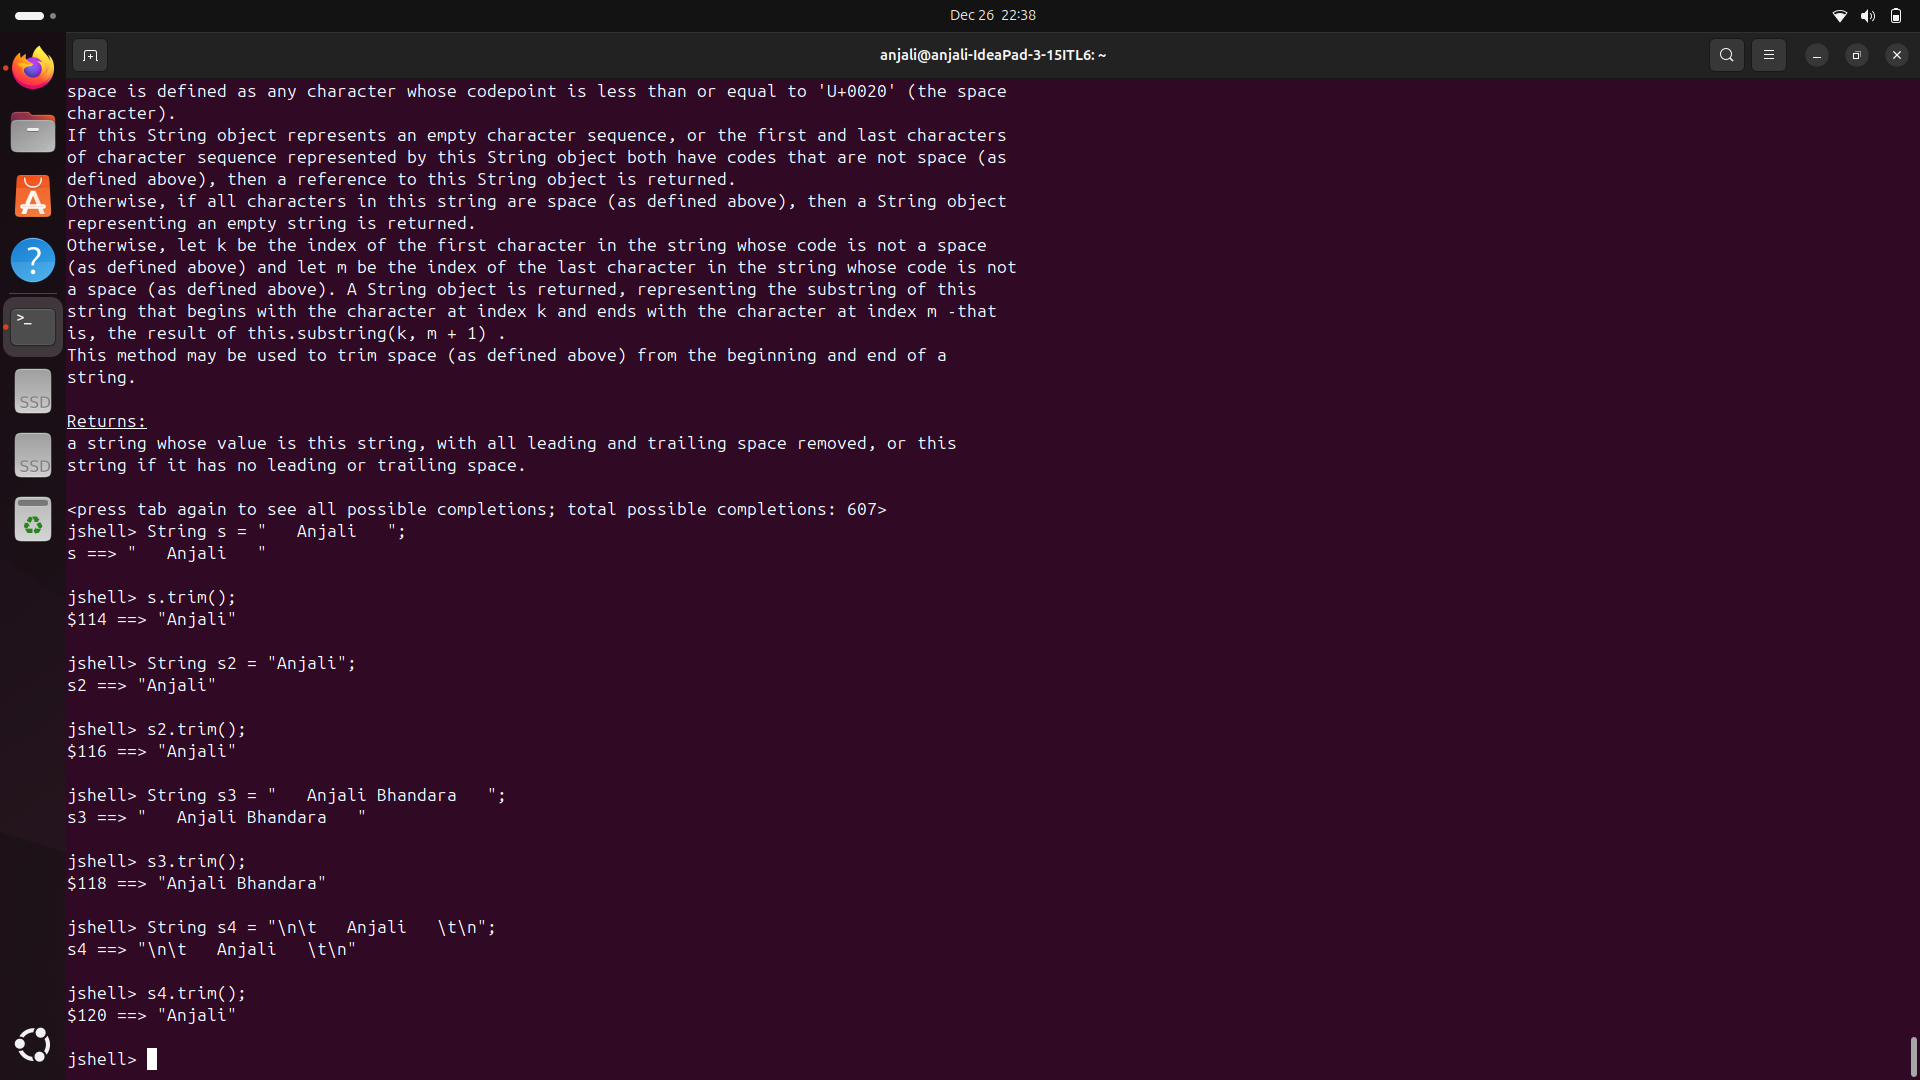 Dec 26 22:38
anjali@anjali-IdeaPad-3-15ITL6: ~
space is defined as any character whose codepoint is less than or equal to 'U+0020' (the space
character).
If this String object represents an empty character sequence, or the first and last characters
of character sequence represented by this String object both have codes that are not space (as
defined above), then a reference to this String object is returned.
Otherwise, if all characters in this string are space (as defined above), then a String object
representing an empty string is returned.
Otherwise, let k be the index of the first character in the string whose code is not a space
(as defined above) and let m be the index of the last character in the string whose code is not
a space (as defined above). A String object is returned, representing the substring of this
string that begins with the character at index k and ends with the character at index m -that
is, the result of this.substring(k, m + 1) .
This method may be used to trim space (as defined above) from the beginning and end of a
string.
Returns:
a string whose value is this string, with all leading and trailing space removed, or this
string if it has no leading or trailing space.
<press tab again to see all possible completions; total possible completions: 607>
jshell> String s = "   Anjali   ";
s ==> "   Anjali   "
jshell> s.trim();
$114 ==> "Anjali"
jshell> String s2 = "Anjali";
s2 ==> "Anjali"
jshell> s2.trim();
$116 ==> "Anjali"
jshell> String s3 = "   Anjali Bhandara   ";
s3 ==> "   Anjali Bhandara   "
jshell> s3.trim();
$118 ==> "Anjali Bhandara"
jshell> String s4 = "\n\t   Anjali   \t\n";
s4 ==> "\n\t   Anjali   \t\n"
jshell> s4.trim();
$120 ==> "Anjali"
jshell>
SSD
SSD